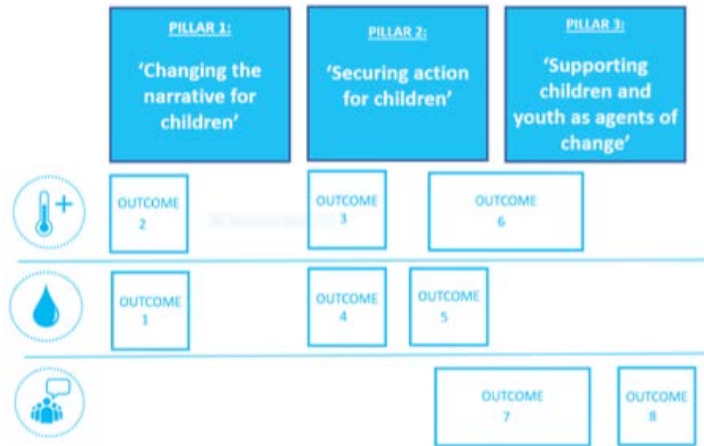 PILLAR 1:
'Changing the
narrative for
children'
PILLAR 2:
'Securing action
for children'
PILLAR 3:
'Supporting
children and
youth as agents of
change'
OUTCOME
2
OUTCOME
3
OUTCOME
6
OUTCOME
1
OUTCOME
4
OUTCOME
5
OUTCOME
7
OUTCOME
8